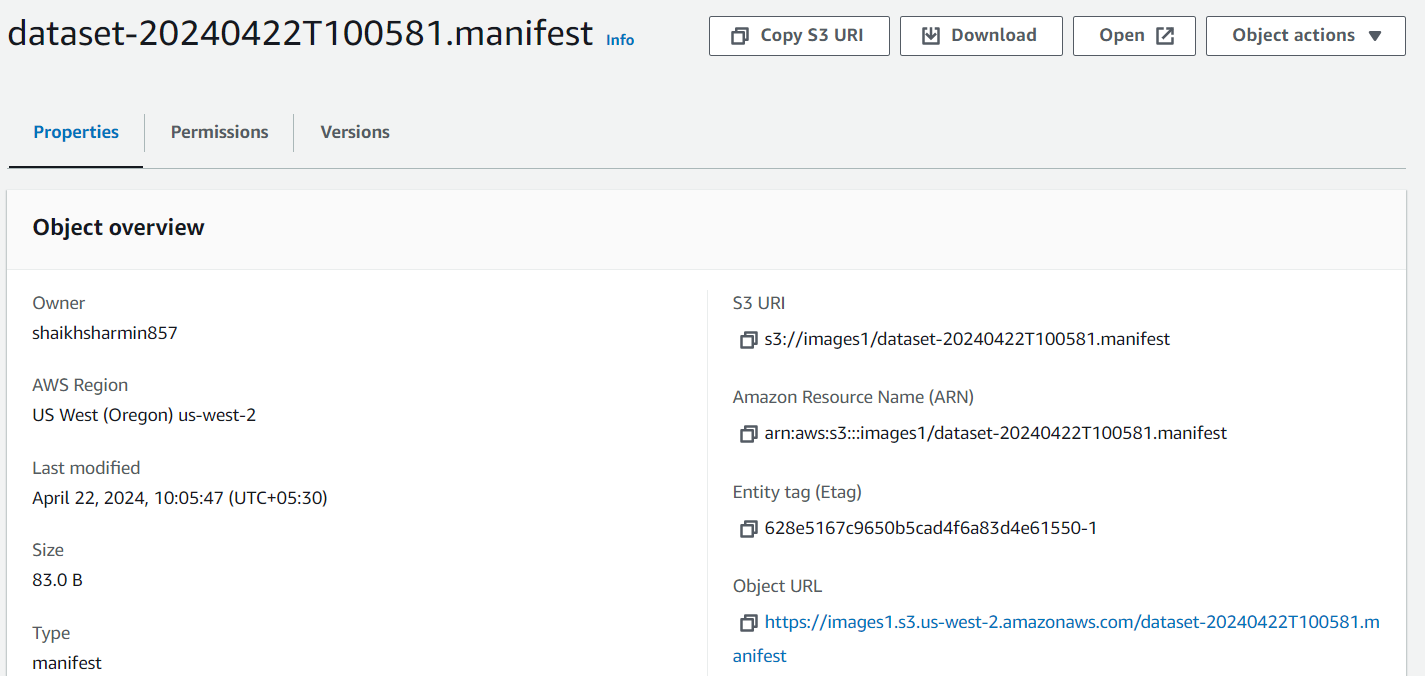 dataset-20240422T100581.manifest Info
Copy S3 URI
Download
Open
Object actions
Properties
Permissions
Versions
Object overview
Owner
shaikhsharmin857
AWS Region
US West (Oregon) us-west-2
Last modified
April 22, 2024, 10:05:47 (UTC+05:30)
Size
83.0 B
Type
manifest
S3 URI
s3://images1/dataset-20240422T100581.manifest
Amazon Resource Name (ARN)
arn:aws:s3:::images1/dataset-20240422T100581.manifest
Entity tag (Etag)
628e5167c9650b5cad4f6a83d4e61550-1
Object URL
https://images1.s3.us-west-2.amazonaws.com/dataset-20240422T100581.m
anifest